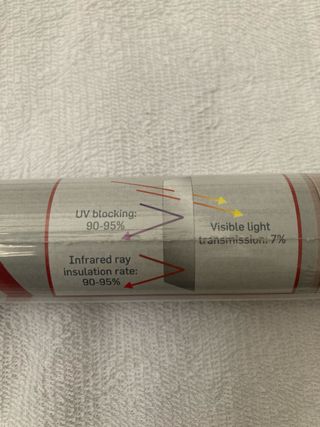 UV blocking:
90-95%
Visible light
transmission: 7%
Infrared ray
insulation rate:
90-95%